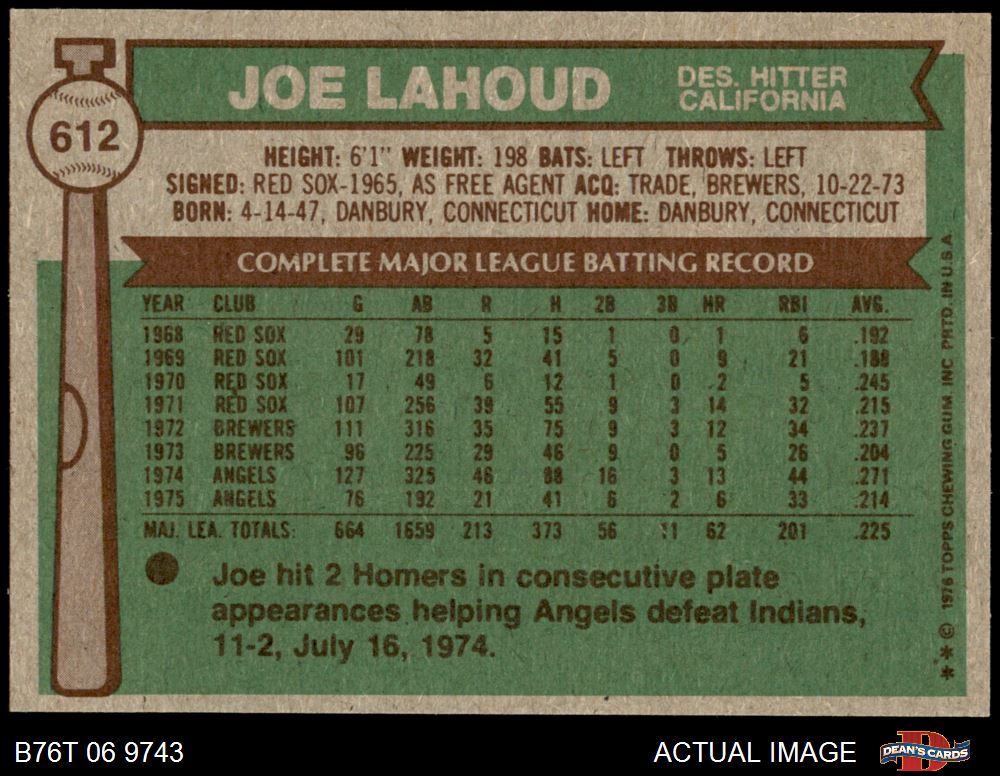 JOE LAHOUD
DES. HITTER
CALIFORNIA
612
HEIGHT: 6'1" WEIGHT: 198 BATS: LEFT THROWS: LEFT
SIGNED: RED SOX-1965, AS FREE AGENT ACQ: TRADE, BREWERS, 10-22-73
BORN: 4-14-47, DANBURY, CONNECTICUT HOME: DANBURY, CONNECTICUT
COMPLETE MAJOR LEAGUE BATTING RECORD
YEAR CLUB G AB R H 2B 3B HR RBI AVG.
1968 RED SOX 29 78 5 15 1 0 1 6 .192
1969 RED SOX 101 218 32 41 5 0 9 21 .188
1970 RED SOX 17 49 6 12 1 0 2 5 .245
1971 RED SOX 107 256 39 55 9 3 14 32 .215
1972 BREWERS 111 316 35 75 9 3 12 34 .237
1973 BREWERS 96 225 29 46 9 0 5 26 .204
1974 ANGELS 127 325 46 88 16 3 13 44 .271
1975 ANGELS 76 192 21 41 6 2 6 33 .214
MAJ. LEA. TOTALS: 664 1659 213 373 56 11 62 201 .225
Joe hit 2 Homers in consecutive plate
appearances helping Angels defeat Indians,
11-2, July 16, 1974.
** © 1976 TOPPS CHEWING GUM, INC. PRTD. IN U.S.A.
B76T 06 9743
ACTUAL IMAGE
DEAN'S CARDS